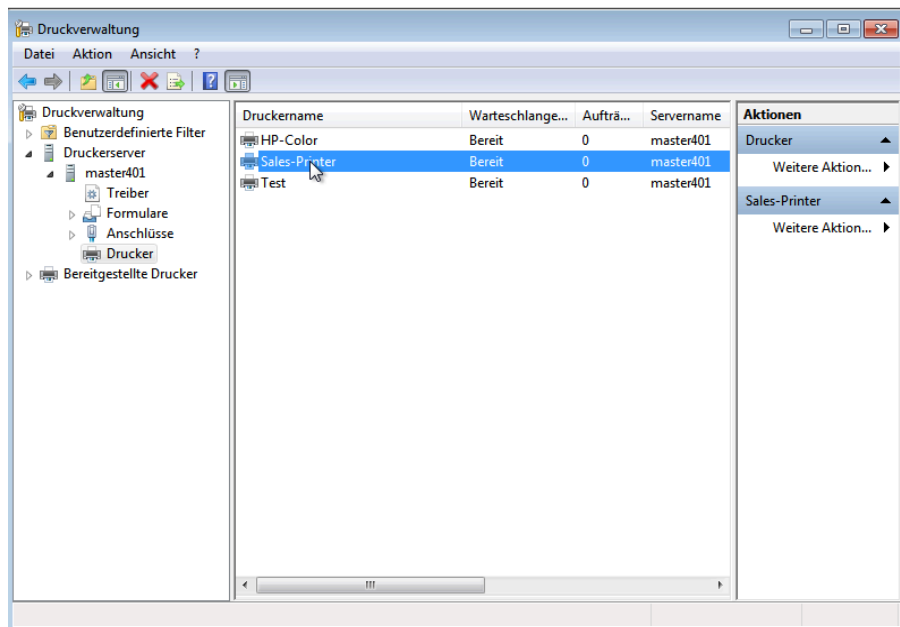 Druckverwaltung
Datei Aktion Ansicht ?
Druckverwaltung
Benutzerdefinierte Filter
Druckerserver
master401
Treiber
Formulare
Anschlüsse
Drucker
Bereitgestellte Drucker
Druckername Warteschlange... Aufträ... Servername
HP-Color Bereit 0 master401
Sales-Printer Bereit 0 master401
Test Bereit 0 master401
Aktionen
Drucker
Weitere Aktion...
Sales-Printer
Weitere Aktion...